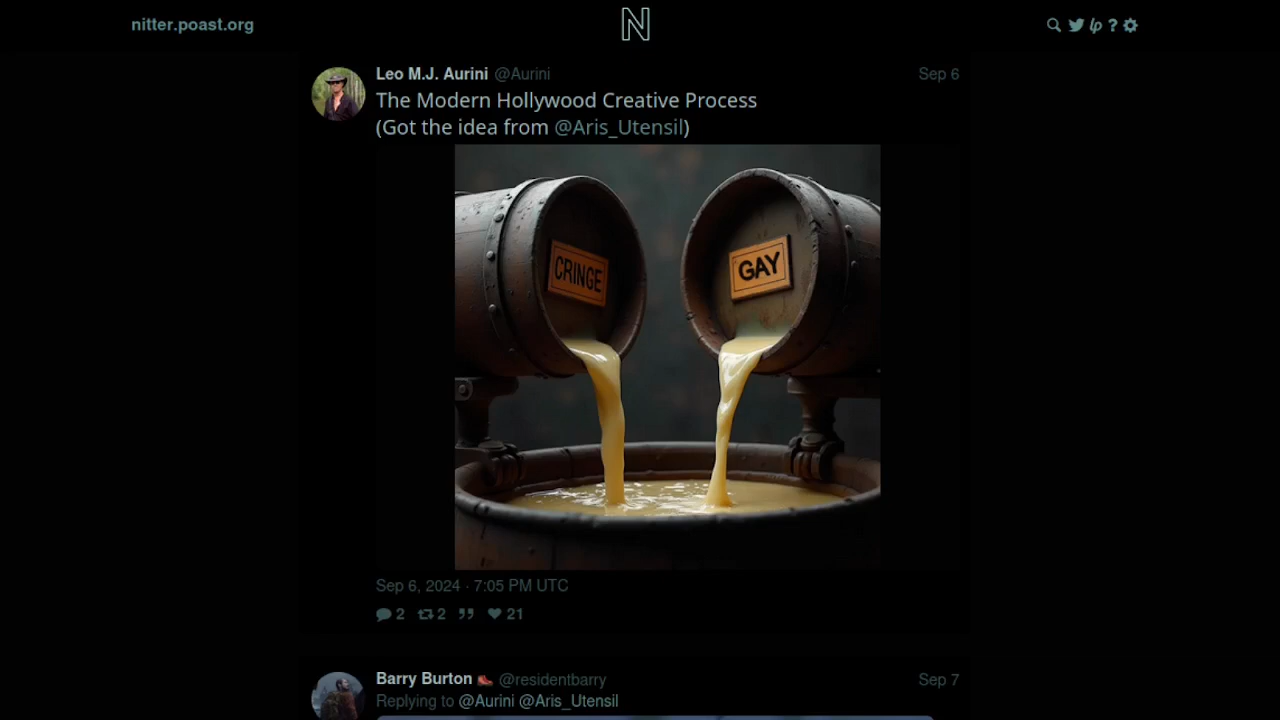 nitter.poast.org
N
Leo M.J. Aurini @Aurini Sep 6
The Modern Hollywood Creative Process
(Got the idea from @Aris_Utensil)
CRINGE
GAY
Sep 6, 2024 · 7:05 PM UTC
2 2 21
Barry Burton @residentbarry Sep 7
Replying to @Aurini @Aris_Utensil